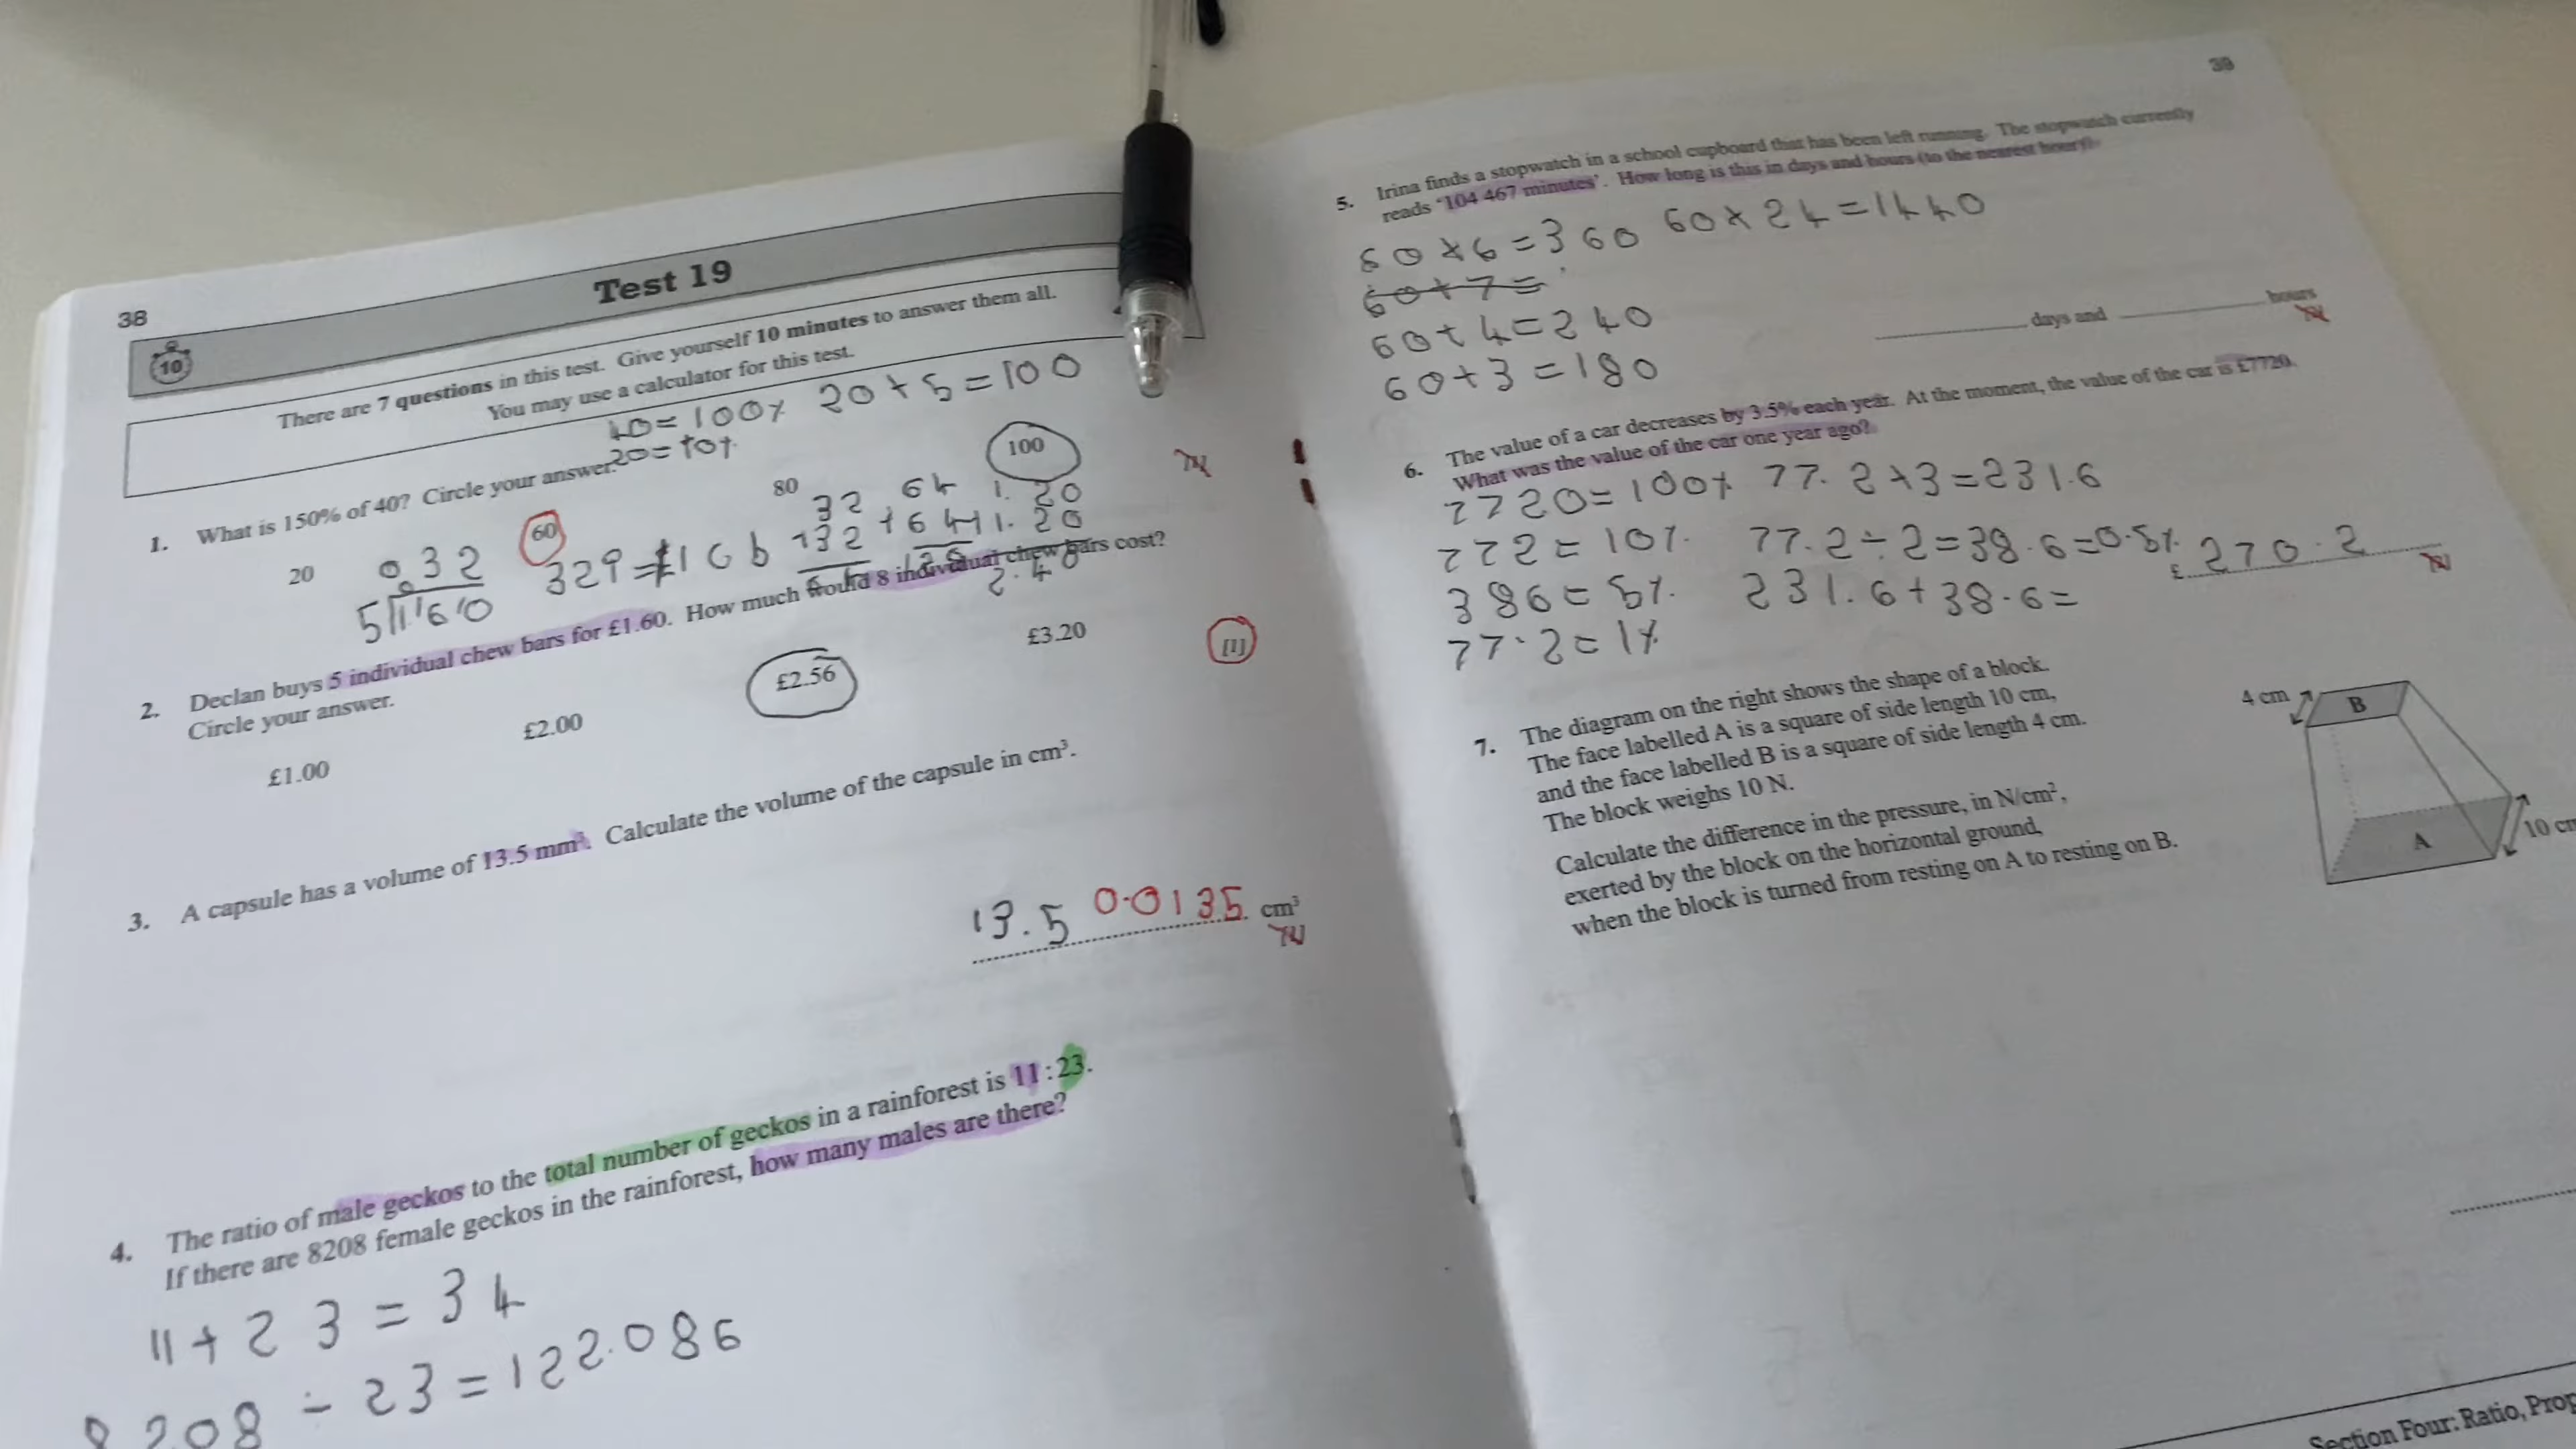 38
Test 19
10
There are 7 questions in this test. Give yourself 10 minutes to answer them all.
You may use a calculator for this test.
40=100% 20+5=100
20=10%
1. What is 150% of 40? Circle your answer.
20
60
80
100
032
5160
32
+32
64
+64
128
1.20
+1.20
2.40
2. Declan buys 5 individual chew bars for £1.60. How much would 8 individual chew bars cost?
Circle your answer.
£1.00
£2.00
£2.56
£3.20
[1]
3. A capsule has a volume of 13.5 mm³. Calculate the volume of the capsule in cm³.
13.5 0.0135 cm³
4. The ratio of male geckos to the total number of geckos in a rainforest is 11:23.
If there are 8208 female geckos in the rainforest, how many males are there?
11+23=34
8208÷23=122.086
39
5. Irina finds a stopwatch in a school cupboard that has been left running. The stopwatch currently
reads '104 467 minutes'. How long is this in days and hours (to the nearest hour)?
60×6=360 60×24=1440
60+7=
60+4=240
60+3=180
days and hours
6. The value of a car decreases by 3.5% each year. At the moment, the value of the car is £7720.
What was the value of the car one year ago?
7720=100% 77.2+3=231.6
772=10% 77.2÷2=38.6=0.5%
£ 270.2
386=5% 231.6+38.6=
77.2=1%
7. The diagram on the right shows the shape of a block.
The face labelled A is a square of side length 10 cm,
and the face labelled B is a square of side length 4 cm.
The block weighs 10 N.
Calculate the difference in the pressure, in N/cm²,
exerted by the block on the horizontal ground,
when the block is turned from resting on A to resting on B.
4 cm
B
A
10 cm
Section Four: Ratio, Prop